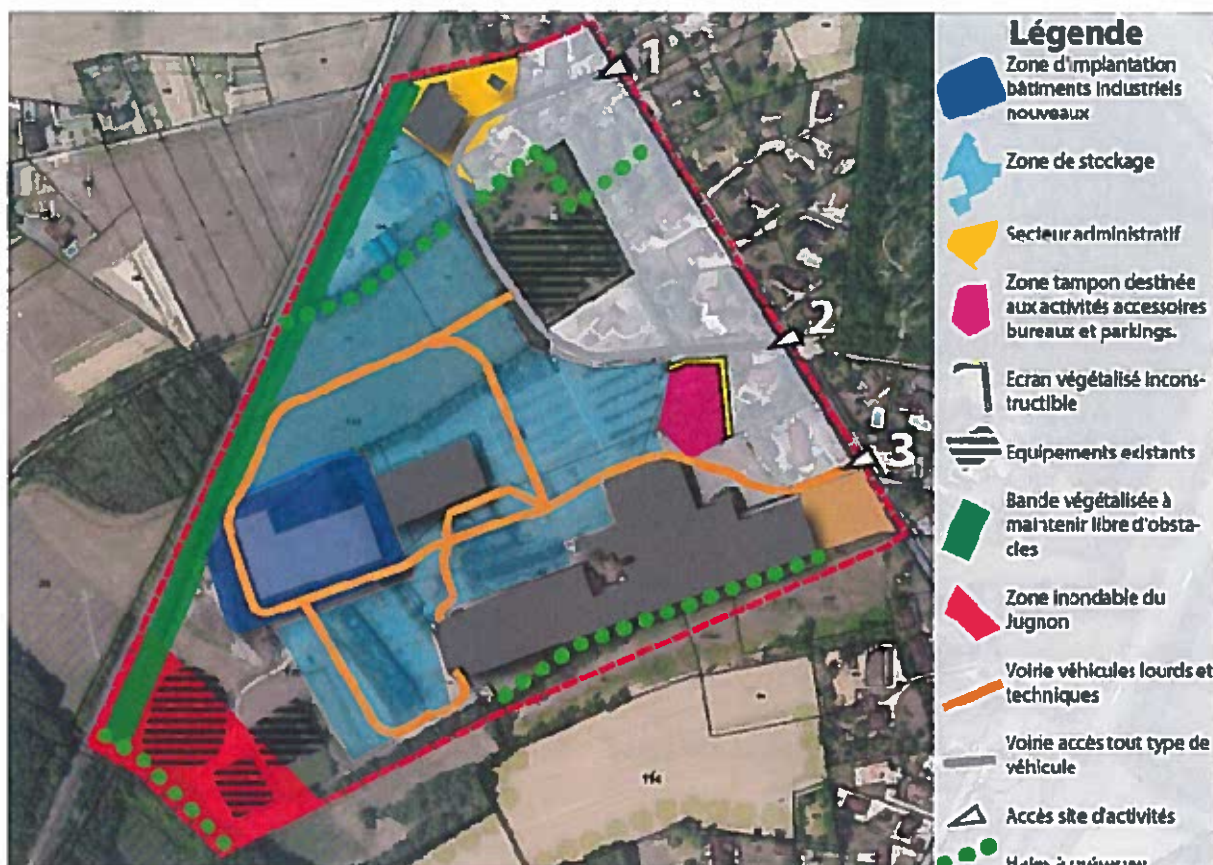 Légende
Zone d'implantation
bâtiments industriels
nouveaux
Zone de stockage
Secteur administratif
Zone tampon destinée
aux activités accessoires
bureaux et parkings.
Ecran végétalisé incons-
tructible
Equipements existants
Bande végétalisée à
maintenir libre d'obsta-
cles
Zone inondable du
Jugnon
Voirie véhicules lourds et
techniques
Voirie accès tout type de
véhicule
Accès site d'activités
1
2
3